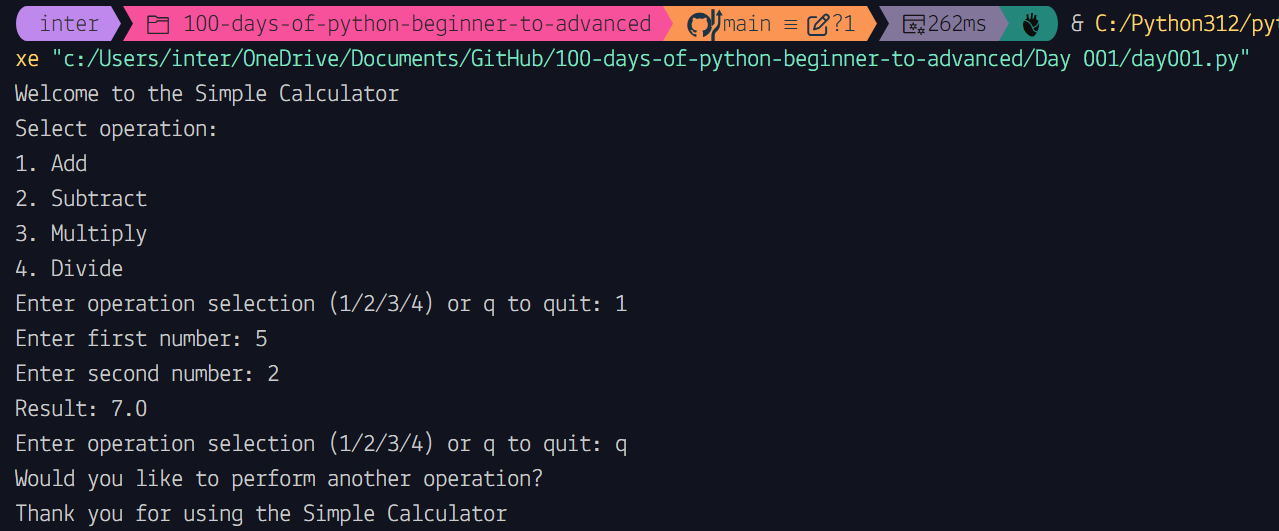 inter 100-days-of-python-beginner-to-advanced main ≡ ?1 262ms & C:/Python312/pyt
xe "c:/Users/inter/OneDrive/Documents/GitHub/100-days-of-python-beginner-to-advanced/Day 001/day001.py"
Welcome to the Simple Calculator
Select operation:
1. Add
2. Subtract
3. Multiply
4. Divide
Enter operation selection (1/2/3/4) or q to quit: 1
Enter first number: 5
Enter second number: 2
Result: 7.0
Enter operation selection (1/2/3/4) or q to quit: q
Would you like to perform another operation?
Thank you for using the Simple Calculator